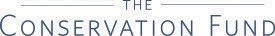 THE
CONSERVATION FUND